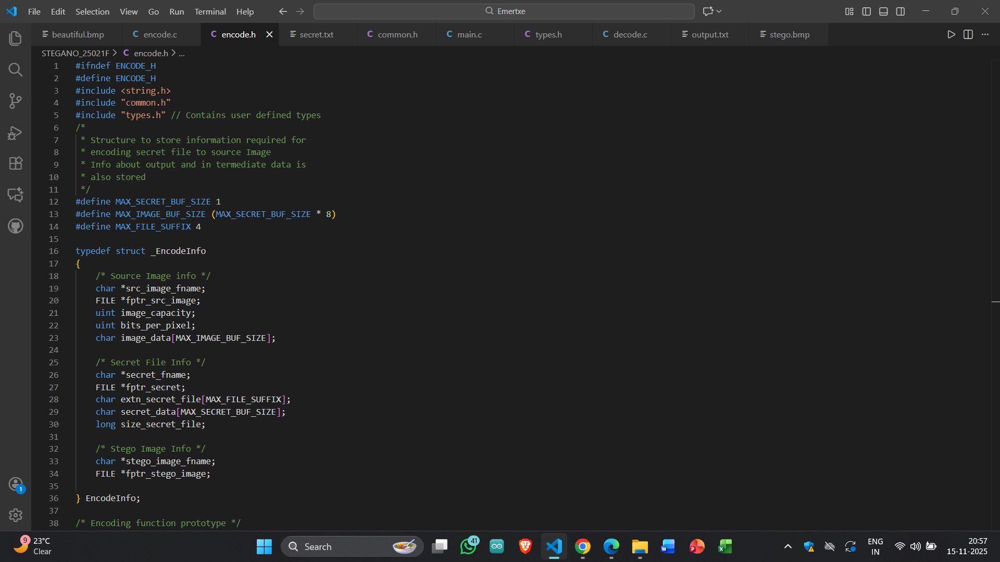 File Edit Selection View Go Run Terminal Help
Emertxe
beautiful.bmp
encode.c
encode.h
secret.txt
common.h
main.c
types.h
decode.c
output.txt
stego.bmp
STEGANO_25021F > C encode.h > ...
1 #ifndef ENCODE_H
2 #define ENCODE_H
3 #include <string.h>
4 #include "common.h"
5 #include "types.h" // Contains user defined types
6 /*
7 * Structure to store information required for
8 * encoding secret file to source Image
9 * Info about output and in termediate data is
10 * also stored
11 */
12 #define MAX_SECRET_BUF_SIZE 1
13 #define MAX_IMAGE_BUF_SIZE (MAX_SECRET_BUF_SIZE * 8)
14 #define MAX_FILE_SUFFIX 4
15
16 typedef struct _EncodeInfo
17 {
18 /* Source Image info */
19 char *src_image_fname;
20 FILE *fptr_src_image;
21 uint image_capacity;
22 uint bits_per_pixel;
23 char image_data[MAX_IMAGE_BUF_SIZE];
24
25 /* Secret File Info */
26 char *secret_fname;
27 FILE *fptr_secret;
28 char extn_secret_file[MAX_FILE_SUFFIX];
29 char secret_data[MAX_SECRET_BUF_SIZE];
30 long size_secret_file;
31
32 /* Stego Image Info */
33 char *stego_image_fname;
34 FILE *fptr_stego_image;
35
36 } EncodeInfo;
37
38 /* Encoding function prototype */
1
9
23°C
Clear
Search
41
ENG
IN
20:57
15-11-2025